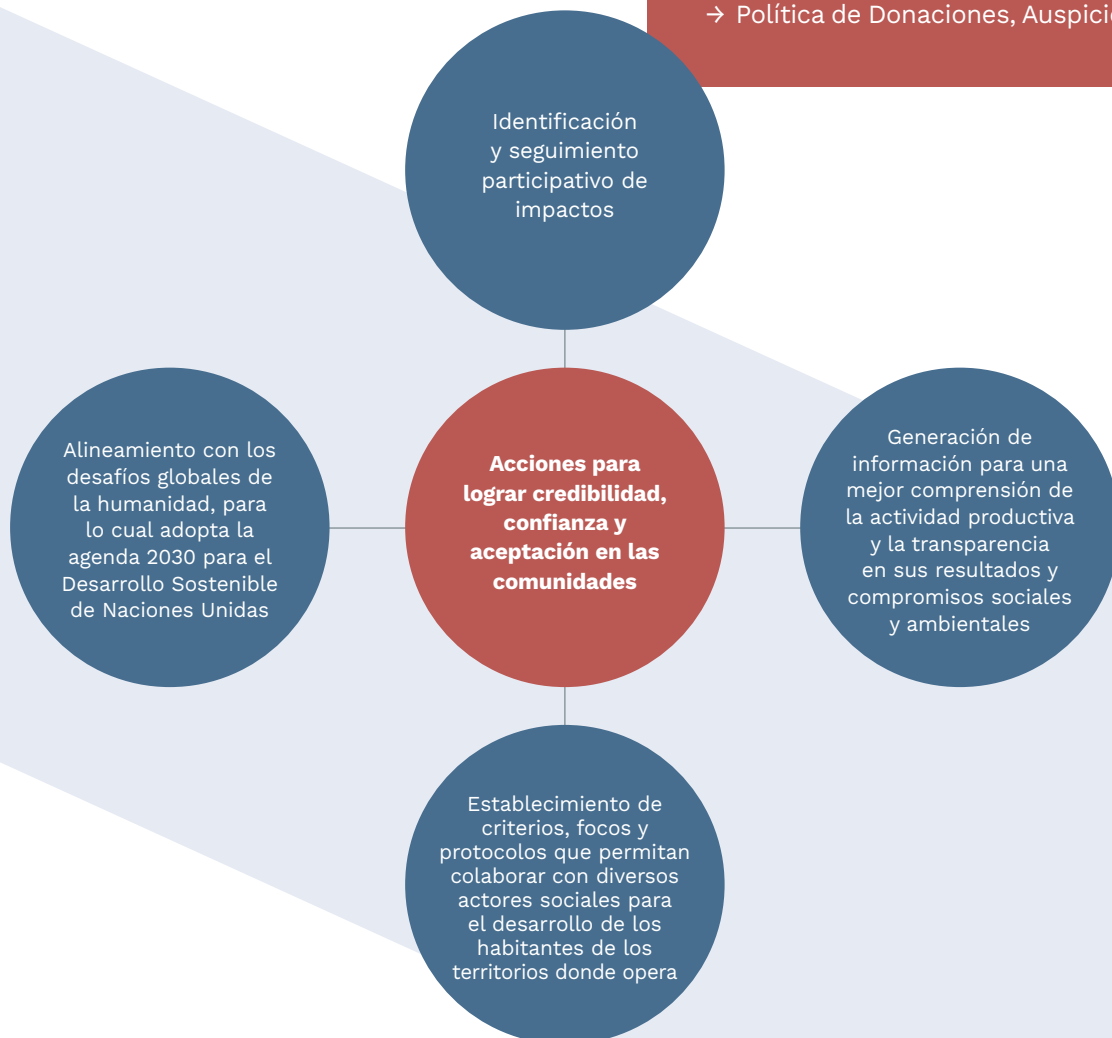 → Política de Donaciones, Auspici
Identificación
y seguimiento
participativo de
impactos
Alineamiento con los
desafíos globales de
la humanidad, para
lo cual adopta la
agenda 2030 para el
Desarrollo Sostenible
de Naciones Unidas
Acciones para
lograr credibilidad,
confianza y
aceptación en las
comunidades
Generación de
información para una
mejor comprensión de
la actividad productiva
y la transparencia
en sus resultados y
compromisos sociales
y ambientales
Establecimiento de
criterios, focos y
protocolos que permitan
colaborar con diversos
actores sociales para
el desarrollo de los
habitantes de los
territorios donde opera